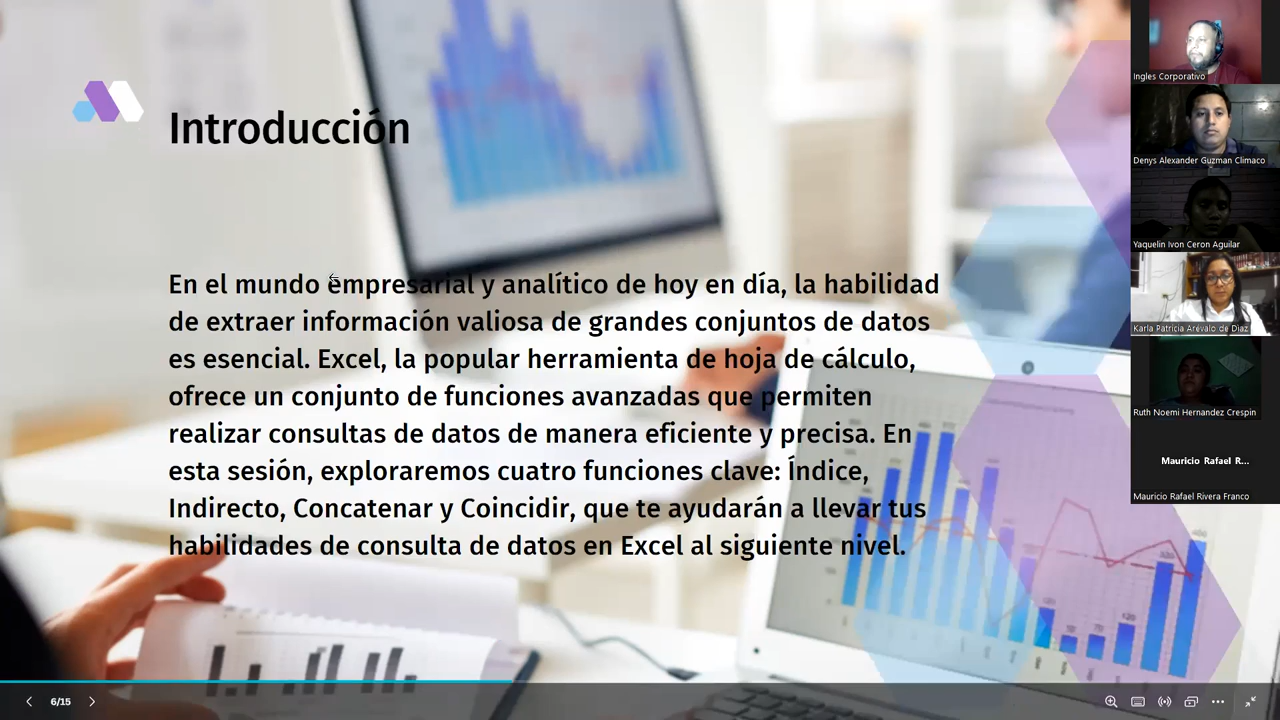 Introducción
En el mundo empresarial y analítico de hoy en día, la habilidad
de extraer información valiosa de grandes conjuntos de datos
es esencial. Excel, la popular herramienta de hoja de cálculo,
ofrece un conjunto de funciones avanzadas que permiten
realizar consultas de datos de manera eficiente y precisa. En
esta sesión, exploraremos cuatro funciones clave: Índice,
Indirecto, Concatenar y Coincidir, que te ayudarán a llevar tus
habilidades de consulta de datos en Excel al siguiente nivel.
Ingles Corporativo
Denys Alexander Guzman Climaco
Yaquelin Ivon Ceron Aguilar
Karla Patricia Arévalo de Diaz
Ruth Noemi Hernandez Crespin
Mauricio Rafael R...
Mauricio Rafael Rivera Franco
6/15